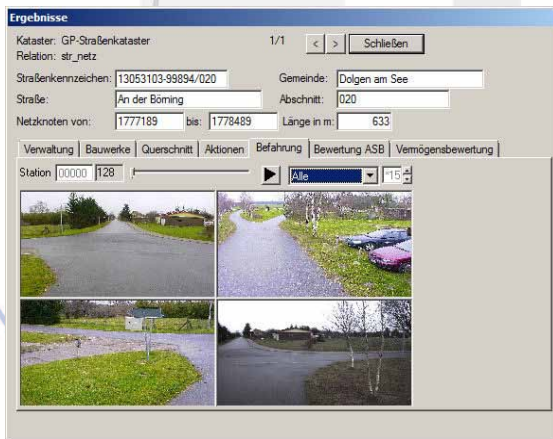 Ergebnisse
Kataster: GP-Straßenkataster 1/1 < > Schließen
Relation: str_netz
Straßenkennzeichen: 13053103-99894/020 Gemeinde: Dolgen am See
Straße: An der Börning Abschnitt: 020
Netzknoten von: 1777189 bis: 1778489 Länge in m: 633
Verwaltung Bauwerke Querschnitt Aktionen Befahrung Bewertung ASB Vermögensbewertung
Station 00000 128 Alle *15